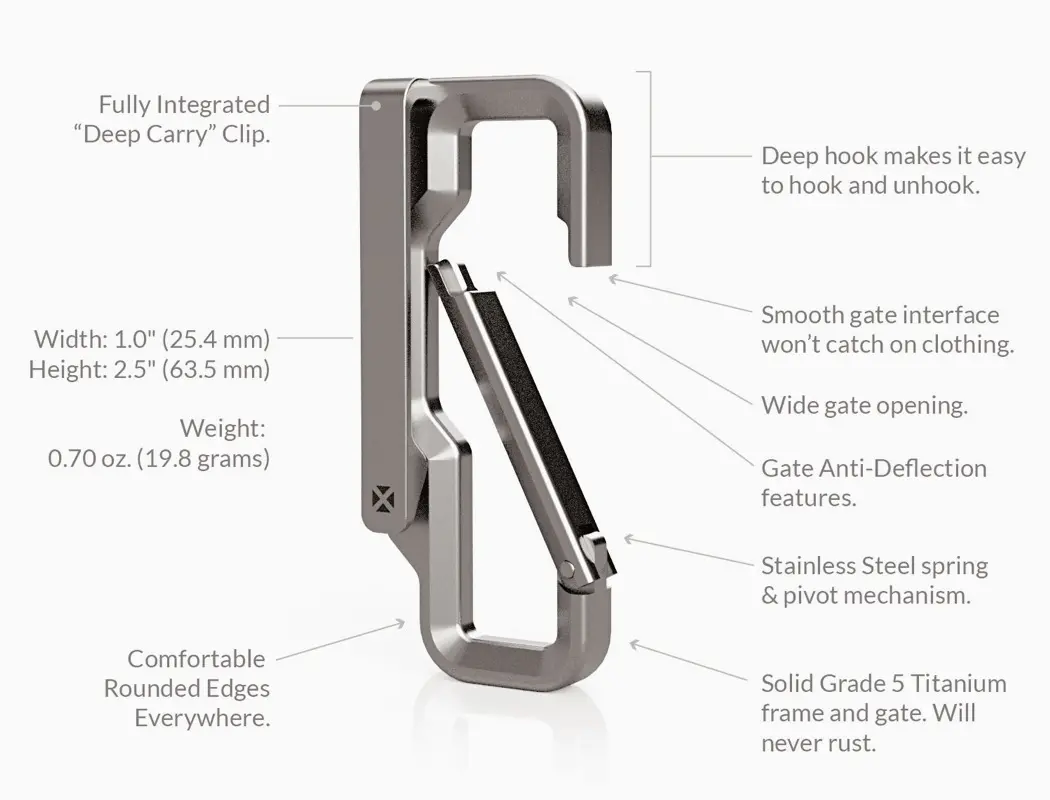 Fully Integrated
“Deep Carry” Clip.
Width: 1.0" (25.4 mm)
Height: 2.5" (63.5 mm)
Weight:
0.70 oz. (19.8 grams)
Comfortable
Rounded Edges
Everywhere.
Deep hook makes it easy
to hook and unhook.
Smooth gate interface
won’t catch on clothing.
Wide gate opening.
Gate Anti-Deflection
features.
Stainless Steel spring
& pivot mechanism.
Solid Grade 5 Titanium
frame and gate. Will
never rust.